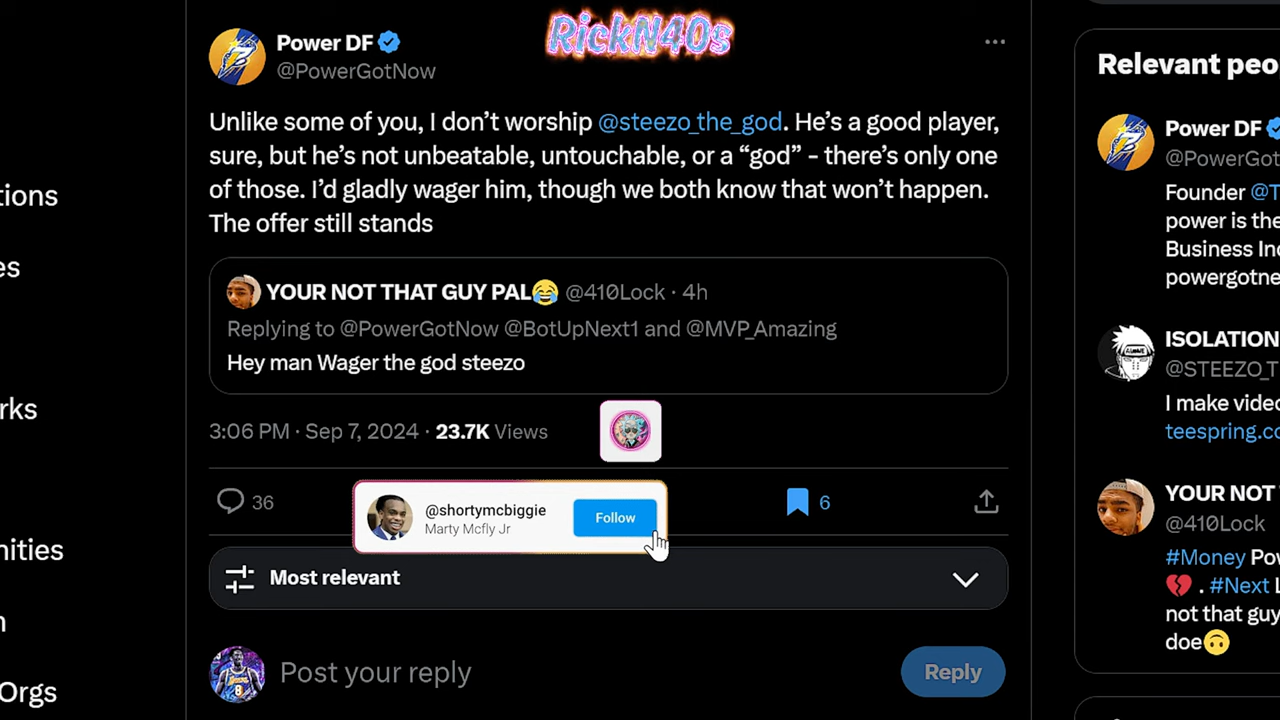 RickN40s
Power DF
@PowerGotNow
Unlike some of you, I don’t worship @steezo_the_god. He’s a good player,
sure, but he’s not unbeatable, untouchable, or a “god” - there’s only one
of those. I’d gladly wager him, though we both know that won’t happen.
The offer still stands
YOUR NOT THAT GUY PAL😂 @410Lock · 4h
Replying to @PowerGotNow @BotUpNext1 and @MVP_Amazing
Hey man Wager the god steezo
3:06 PM · Sep 7, 2024 · 23.7K Views
36
@shortymcbiggie
Marty Mcfly Jr
Follow
6
Most relevant
Post your reply
Reply
tions
es
rks
nities
n
Orgs
Relevant peo
Power DF
@PowerGot
Founder @T
power is the
Business Inc
powergotne
ISOLATION
@STEEZO_T
I make vide
teespring.co
YOUR NOT
@410Lock
#Money Po
💔 . #Next L
not that guy
doe🙃